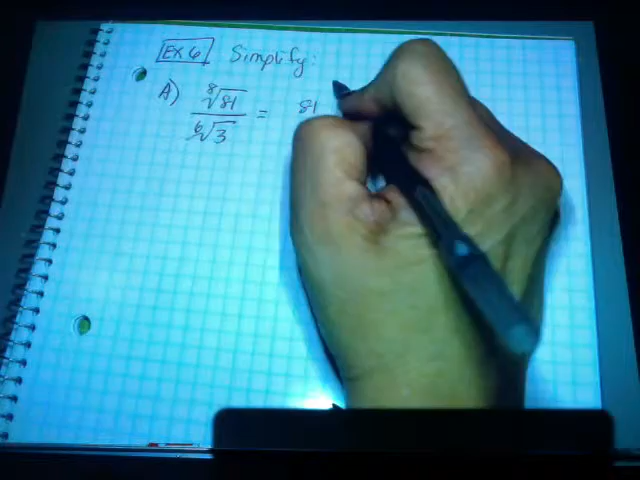 Ex 6 Simplify:
A) ⁸√81 / ⁶√3 = 81